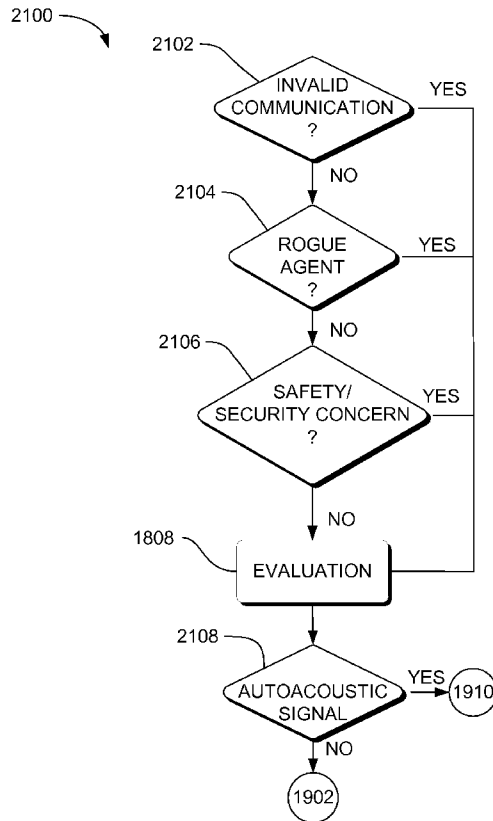 2100
2102
INVALID
COMMUNICATION
?
YES
NO
2104
ROGUE
AGENT
?
YES
NO
2106
SAFETY/
SECURITY CONCERN
?
YES
NO
1808
EVALUATION
2108
AUTOACOUSTIC
SIGNAL
YES
1910
NO
1902